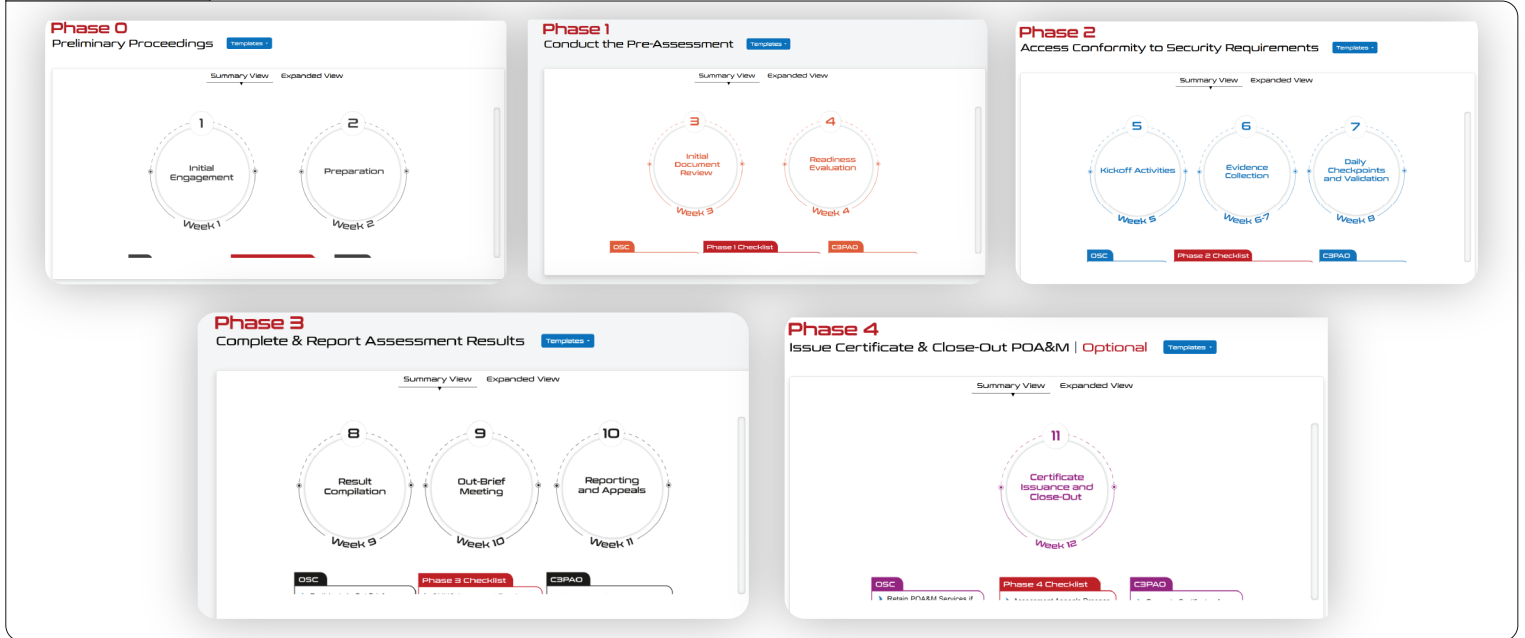 Phase 0
Preliminary Proceedings
Templates
Summary View
Expanded View
1
Initial
Engagement
Week 1
2
Preparation
Week 2
Phase 1
Conduct the Pre-Assessment
Templates
Summary View
Expanded View
3
Initial
Document
Review
Week 3
4
Readiness
Evaluation
Week 4
OSC
Phase 1 Checklist
C3PAO
Phase 2
Access Conformity to Security Requirements
Templates
Summary View
Expanded View
5
Kickoff Activities
Week 5
6
Evidence
Collection
Week 6-7
7
Daily
Checkpoints
and Validation
Week 8
OSC
Phase 2 Checklist
C3PAO
Phase 3
Complete & Report Assessment Results
Templates
Summary View
Expanded View
8
Result
Compilation
Week 9
9
Out-Brief
Meeting
Week 10
10
Reporting
and Appeals
Week 11
OSC
Phase 3 Checklist
C3PAO
Phase 4
Issue Certificate & Close-Out POA&M | Optional
Templates
Summary View
Expanded View
11
Certificate
Issuance and
Close-Out
Week 12
OSC
Retain POA&M Services if
Phase 4 Checklist
Assessment Appeals Process
C3PAO